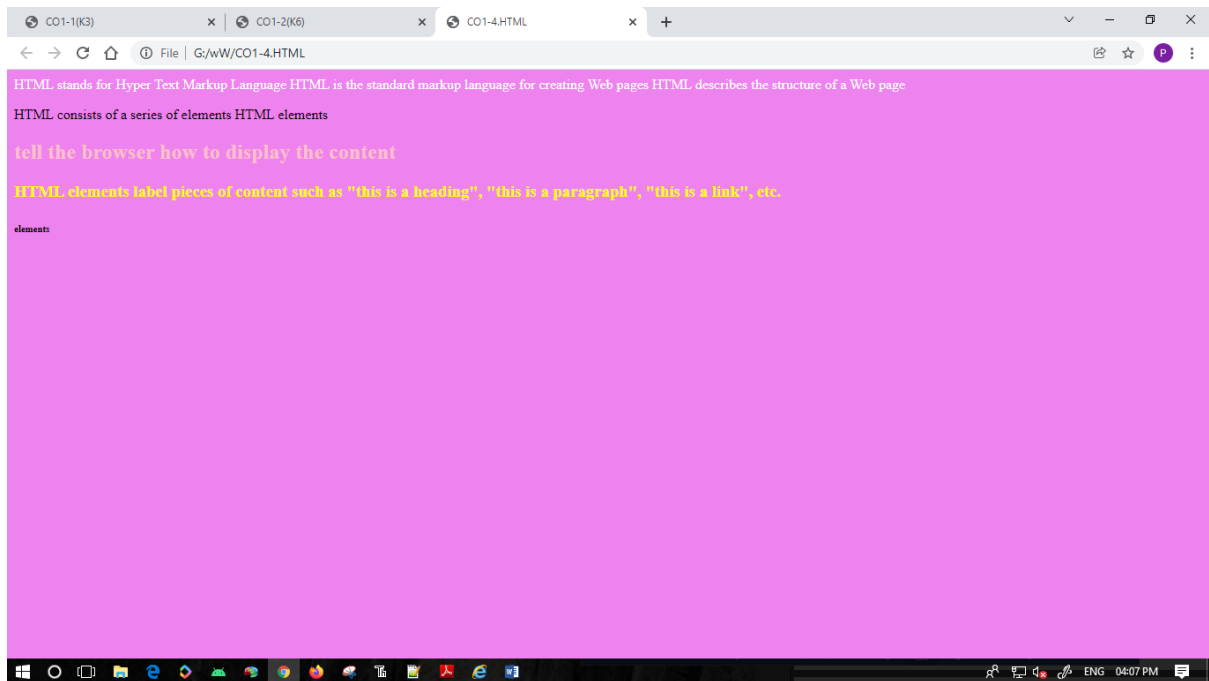 CO1-1(K3)
CO1-2(K6)
CO1-4.HTML
File | G:/wW/CO1-4.HTML
P
HTML stands for Hyper Text Markup Language HTML is the standard markup language for creating Web pages HTML describes the structure of a Web page
HTML consists of a series of elements HTML elements
tell the browser how to display the content
HTML elements label pieces of content such as "this is a heading", "this is a paragraph", "this is a link", etc.
elements
ENG 04:07 PM